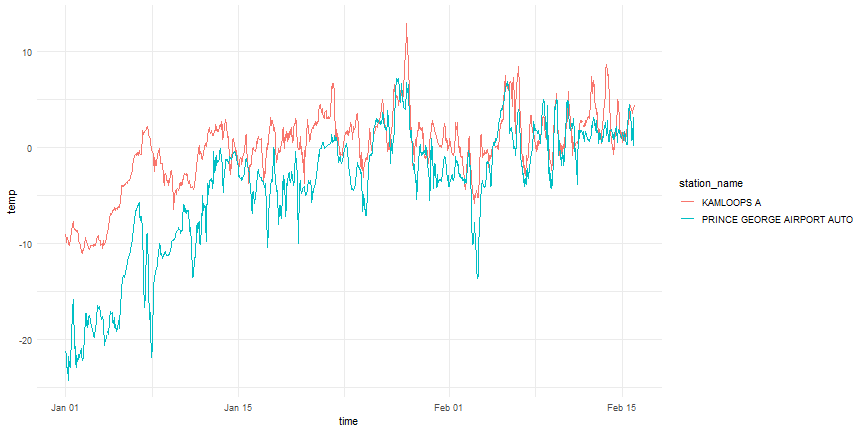 10
0
-10
-20
temp
Jan 01
Jan 15
Feb 01
Feb 15
time
station_name
KAMLOOPS A
PRINCE GEORGE AIRPORT AUTO